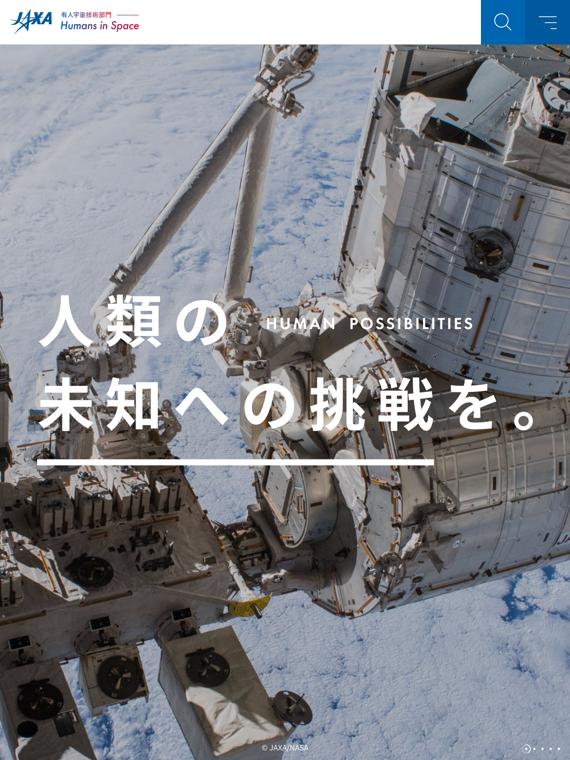 JAXA
有人宇宙技術部門
Humans in Space
人類の
HUMAN POSSIBILITIES
未知への挑戦を。
© JAXA/NASA